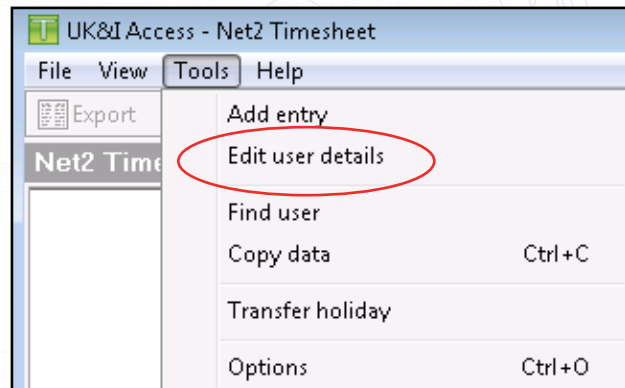 UK&I Access - Net2 Timesheet
File View Tools Help
Export
Add entry
Net2 Time
Edit user details
Find user
Copy data Ctrl+C
Transfer holiday
Options Ctrl+O